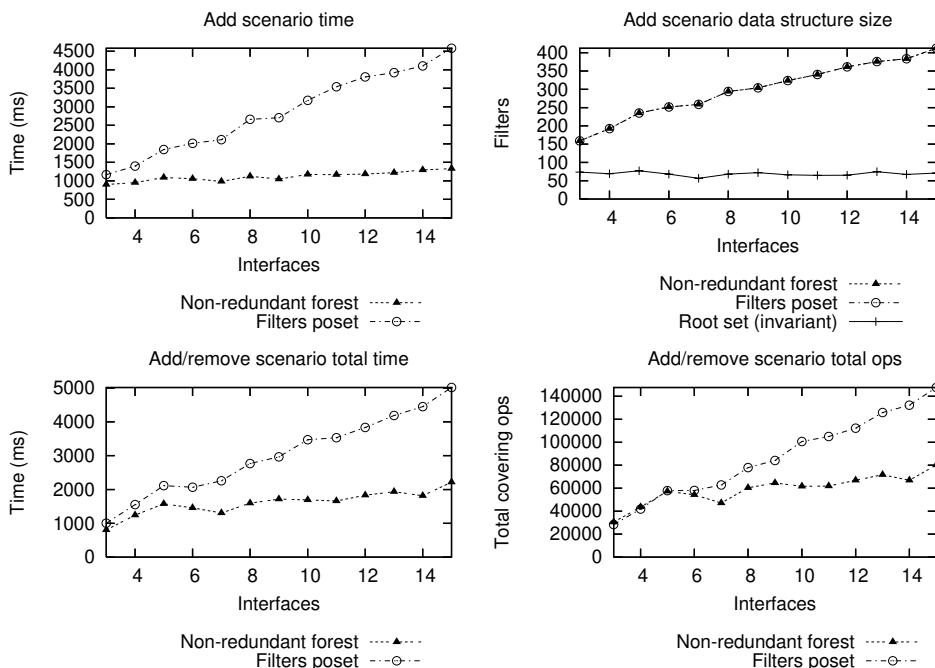 Add scenario time
4500
4000
3500
3000
2500
2000
1500
1000
500
0
Time (ms)
4 6 8 10 12 14
Interfaces
Non-redundant forest
Filters poset
Add scenario data structure size
400
350
300
250
200
150
100
50
0
Filters
4 6 8 10 12 14
Interfaces
Non-redundant forest
Filters poset
Root set (invariant)
Add/remove scenario total time
5000
4000
3000
2000
1000
0
Time (ms)
4 6 8 10 12 14
Interfaces
Non-redundant forest
Filters poset
Add/remove scenario total ops
140000
120000
100000
80000
60000
40000
20000
0
Total covering ops
4 6 8 10 12 14
Interfaces
Non-redundant forest
Filters poset